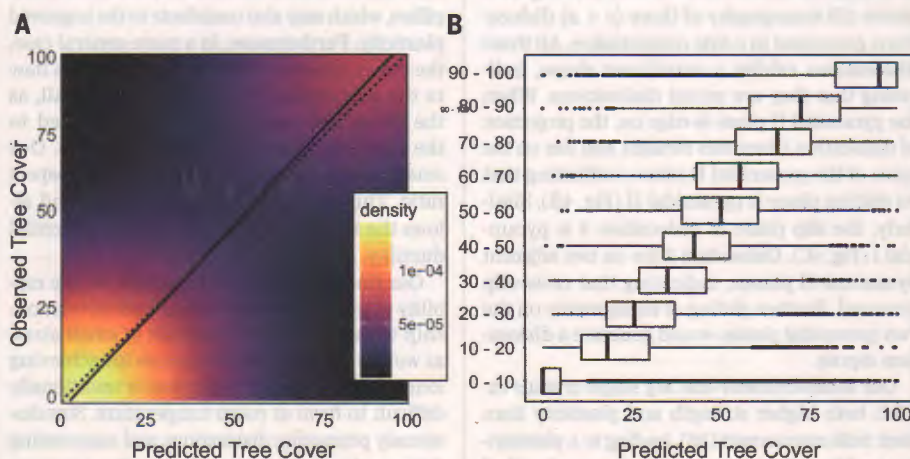 A
100
75
50
25
0
Observed Tree Cover
0
25
50
75
100
Predicted Tree Cover
density
1e-04
5e-05
B
90 - 100
80 - 90
70 - 80
60 - 70
50 - 60
40 - 50
30 - 40
20 - 30
10 - 20
0 - 10
0
25
50
75
100
Predicted Tree Cover